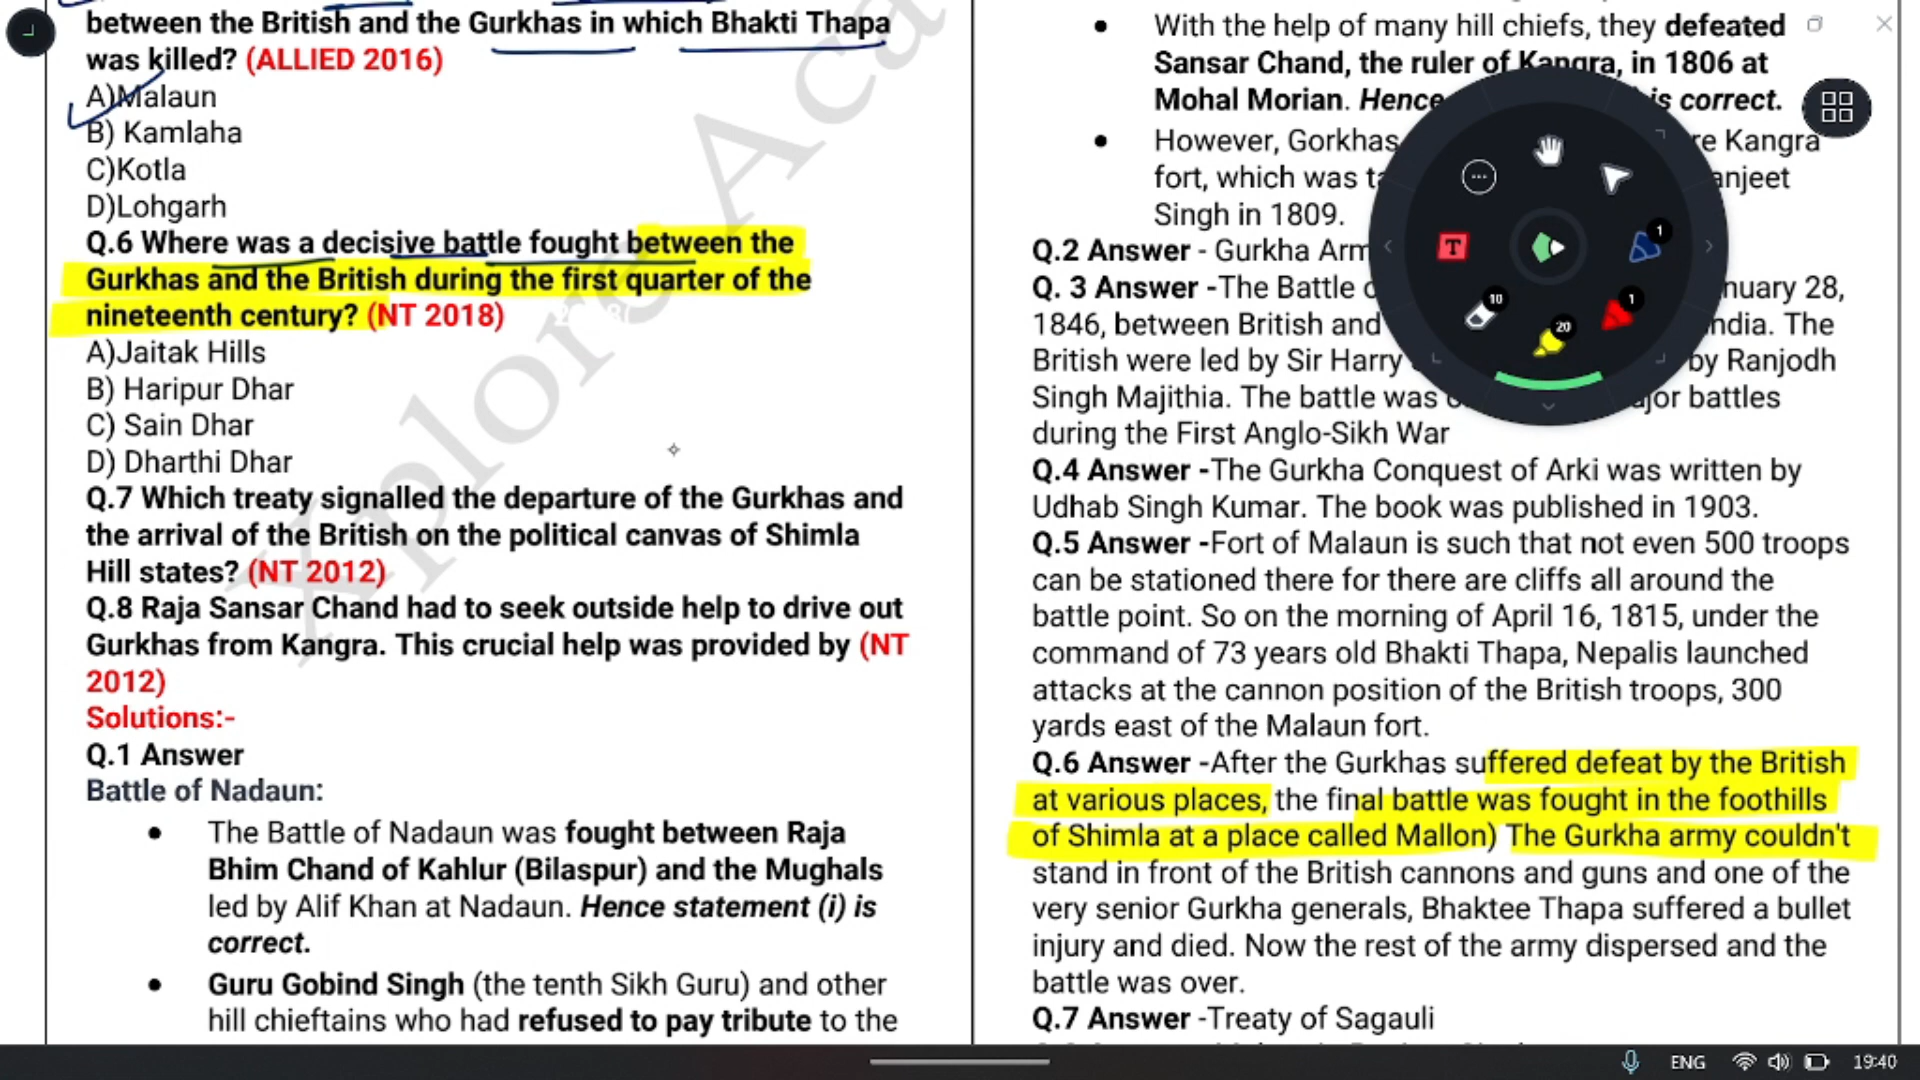 between the British and the Gurkhas in which Bhakti Thapa
was killed? (ALLIED 2016)
A)Malaun
B) Kamlaha
C)Kotla
D)Lohgarh
Q.6 Where was a decisive battle fought between the
Gurkhas and the British during the first quarter of the
nineteenth century? (NT 2018)
A)Jaitak Hills
B) Haripur Dhar
C) Sain Dhar
D) Dharthi Dhar
Q.7 Which treaty signalled the departure of the Gurkhas and
the arrival of the British on the political canvas of Shimla
Hill states? (NT 2012)
Q.8 Raja Sansar Chand had to seek outside help to drive out
Gurkhas from Kangra. This crucial help was provided by (NT
2012)
Solutions:-
Q.1 Answer
Battle of Nadaun:
• The Battle of Nadaun was fought between Raja
Bhim Chand of Kahlur (Bilaspur) and the Mughals
led by Alif Khan at Nadaun. Hence statement (i) is
correct.
• Guru Gobind Singh (the tenth Sikh Guru) and other
hill chieftains who had refused to pay tribute to the
Xplora Aca
• With the help of many hill chiefs, they defeated
Sansar Chand, the ruler of Kangra, in 1806 at
Mohal Morian. Hence is correct.
• However, Gorkhas Kangra
fort, which was
Singh in 1809.
Q.2 Answer - Gurkha
Q. 3 Answer -The Battle 28,
1846, between British and The
British were led by Sir Harry by Ranjodh
Singh Majithia. The battle was battles
during the First Anglo-Sikh War
Q.4 Answer -The Gurkha Conquest of Arki was written by
Udhab Singh Kumar. The book was published in 1903.
Q.5 Answer -Fort of Malaun is such that not even 500 troops
can be stationed there for there are cliffs all around the
battle point. So on the morning of April 16, 1815, under the
command of 73 years old Bhakti Thapa, Nepalis launched
attacks at the cannon position of the British troops, 300
yards east of the Malaun fort.
Q.6 Answer -After the Gurkhas suffered defeat by the British
at various places, the final battle was fought in the foothills
of Shimla at a place called Mallon) The Gurkha army couldn't
stand in front of the British cannons and guns and one of the
very senior Gurkha generals, Bhaktee Thapa suffered a bullet
injury and died. Now the rest of the army dispersed and the
battle was over.
Q.7 Answer -Treaty of Sagauli
T
1
10
20
1
ENG
19:40